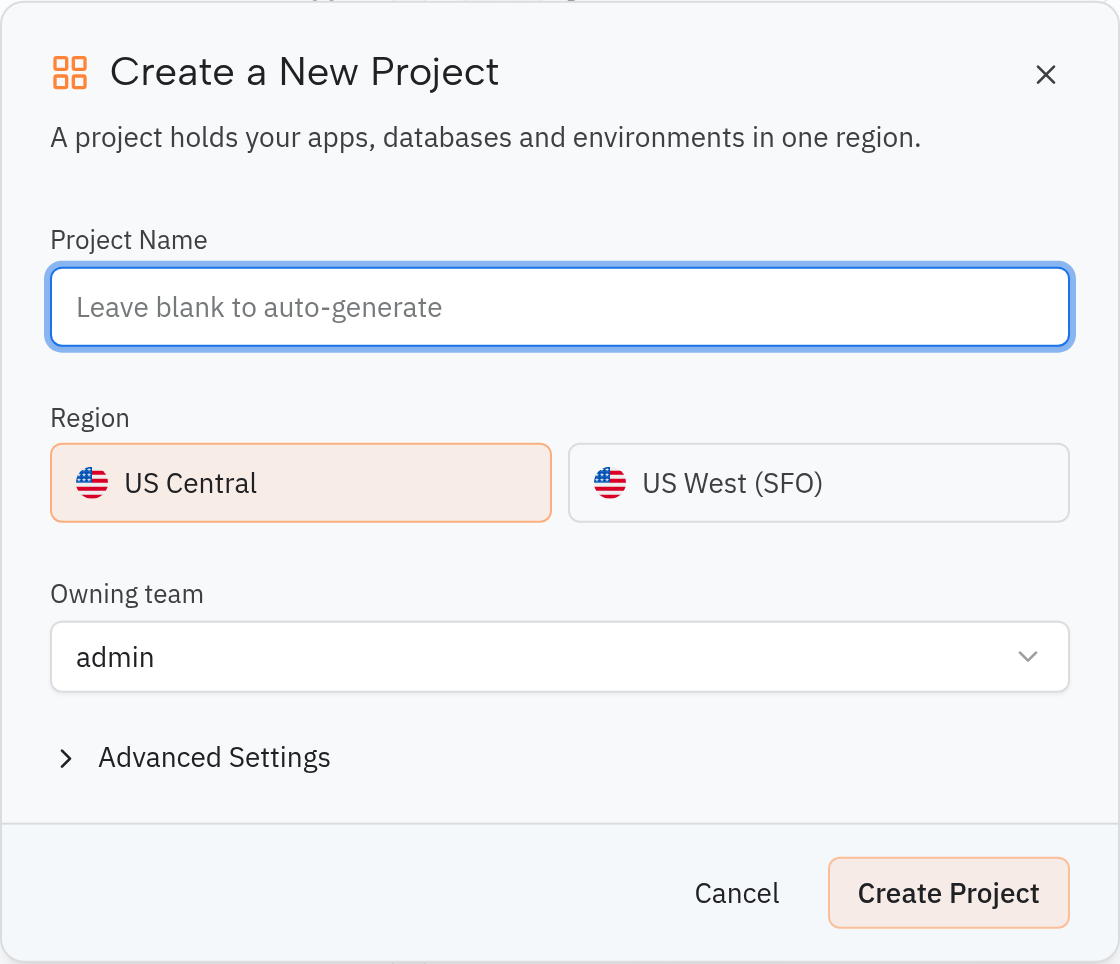 Create a New Project
A project holds your apps, databases and environments in one region.
Project Name
Leave blank to auto-generate
Region
US Central
US West (SFO)
Owning team
admin
Advanced Settings
Cancel
Create Project